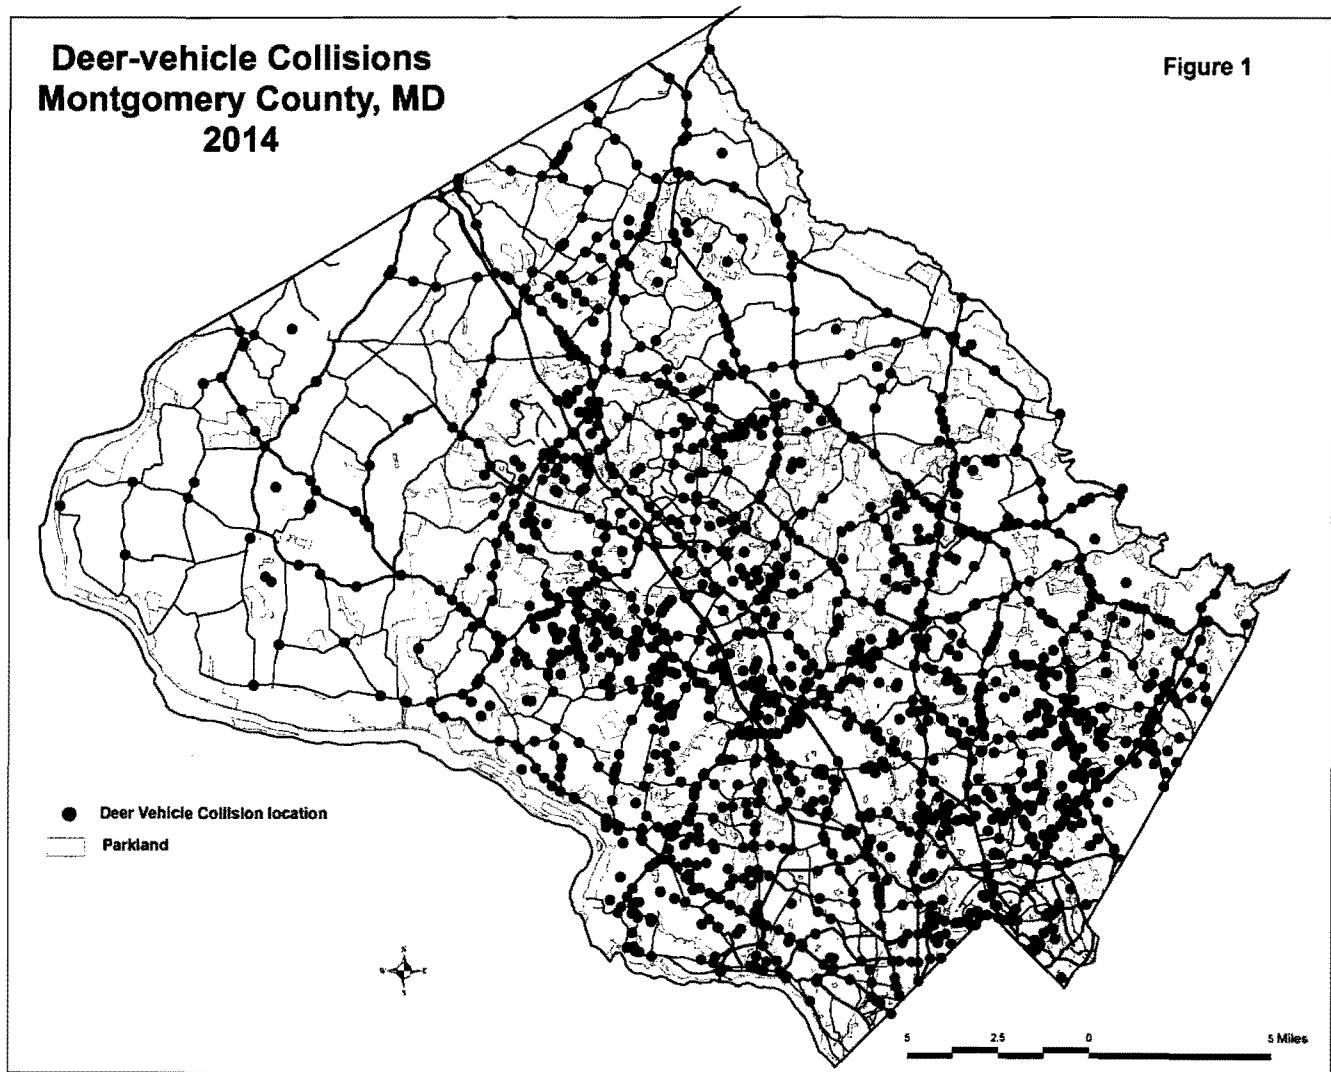 Deer-vehicle Collisions
Montgomery County, MD
2014
Figure 1
Deer Vehicle Collision location
Parkland
N
W E
S
5 2.5 0 5 Miles